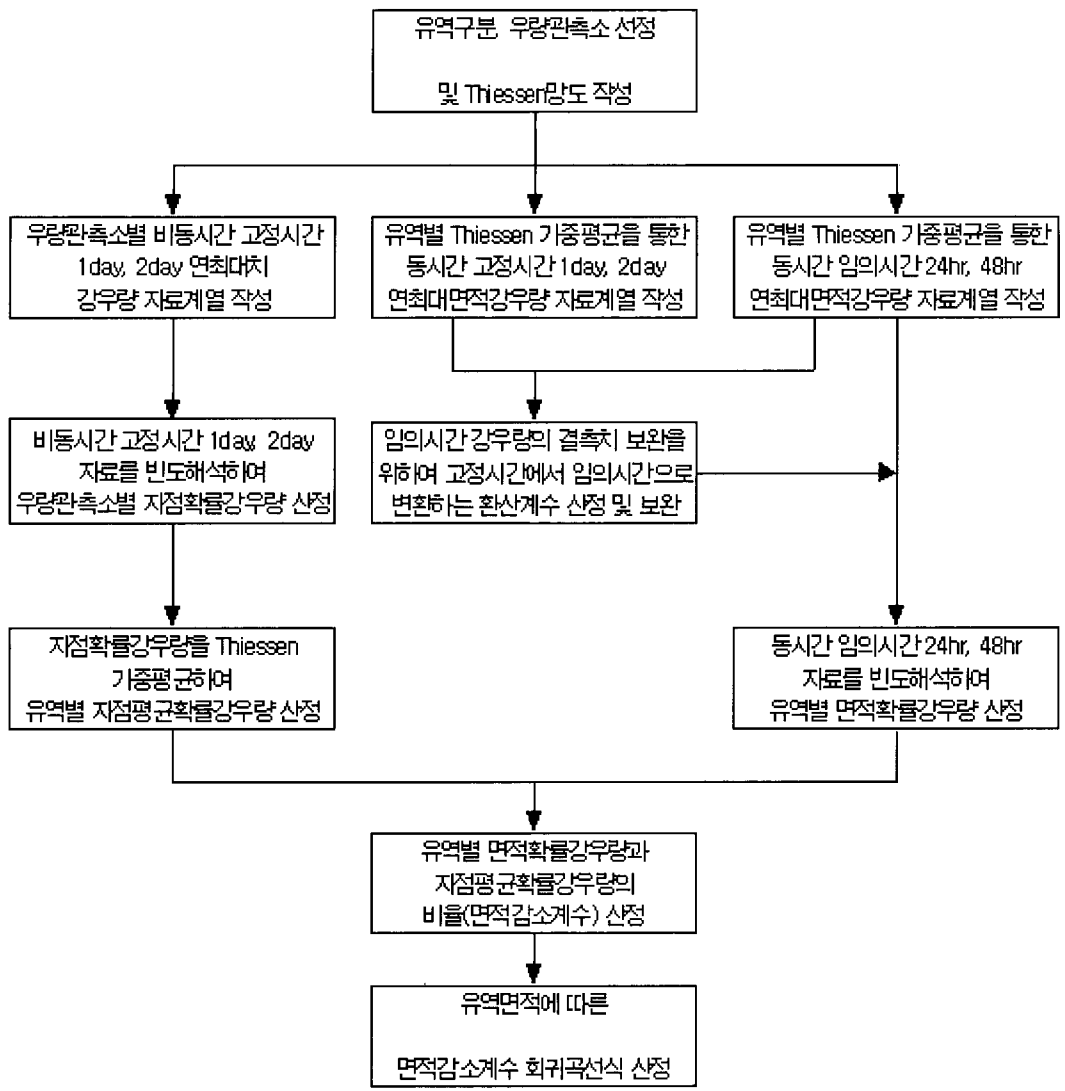 유역구분, 우량관측소 선정
및 Thiessen망도 작성
우량관측소별 비동시간 고정시간
1day, 2day 연최대치
강우량 자료계열 작성
유역별 Thiessen 가중평균을 통한
동시간 고정시간 1day, 2day
연최대면적강우량 자료계열 작성
유역별 Thiessen 가중평균을 통한
동시간 임의시간 24hr, 48hr
연최대면적강우량 자료계열 작성
비동시간 고정시간 1day, 2day
자료를 빈도해석하여
우량관측소별 지점확률강우량 산정
임의시간 강우량의 결측치 보완을
위하여 고정시간에서 임의시간으로
변환하는 환산계수 산정 및 보완
지점확률강우량을 Thiessen
가중평균하여
유역별 지점평균확률강우량 산정
동시간 임의시간 24hr, 48hr
자료를 빈도해석하여
유역별 면적확률강우량 산정
유역별 면적확률강우량과
지점평균확률강우량의
비율(면적감소계수) 산정
유역면적에 따른
면적감소계수 회귀곡선식 산정